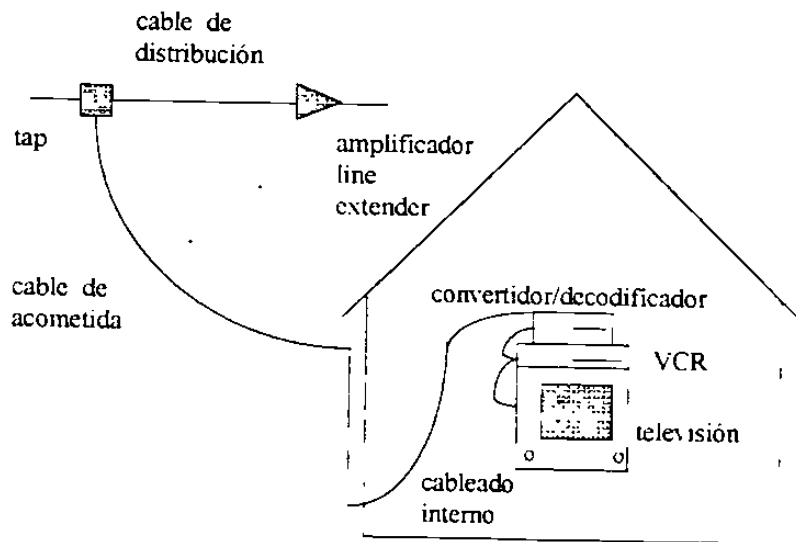 cable de
distribución
tap
amplificador
line
extender
cable de
acometida
convertidor/decodificador
VCR
televisión
cableado
interno